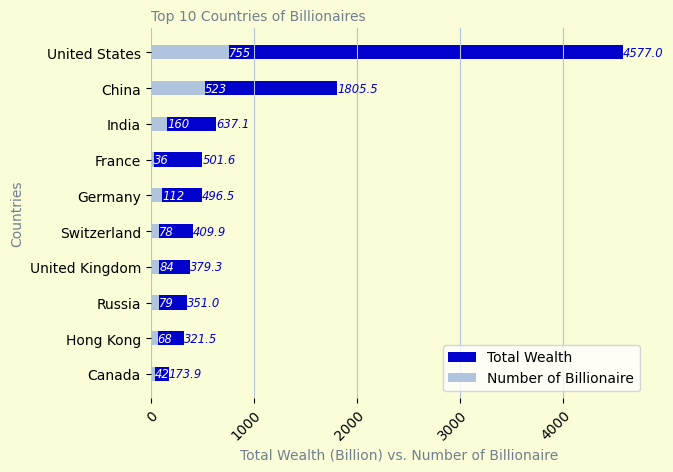 Top 10 Countries of Billionaires
United States 755 4577.0
China 523 1805.5
India 160 637.1
France 36 501.6
Germany 112 496.5
Switzerland 78 409.9
United Kingdom 84 379.3
Russia 79 351.0
Hong Kong 68 321.5
Canada 42 173.9
Countries
Total Wealth
Number of Billionaire
0 1000 2000 3000 4000
Total Wealth (Billion) vs. Number of Billionaire